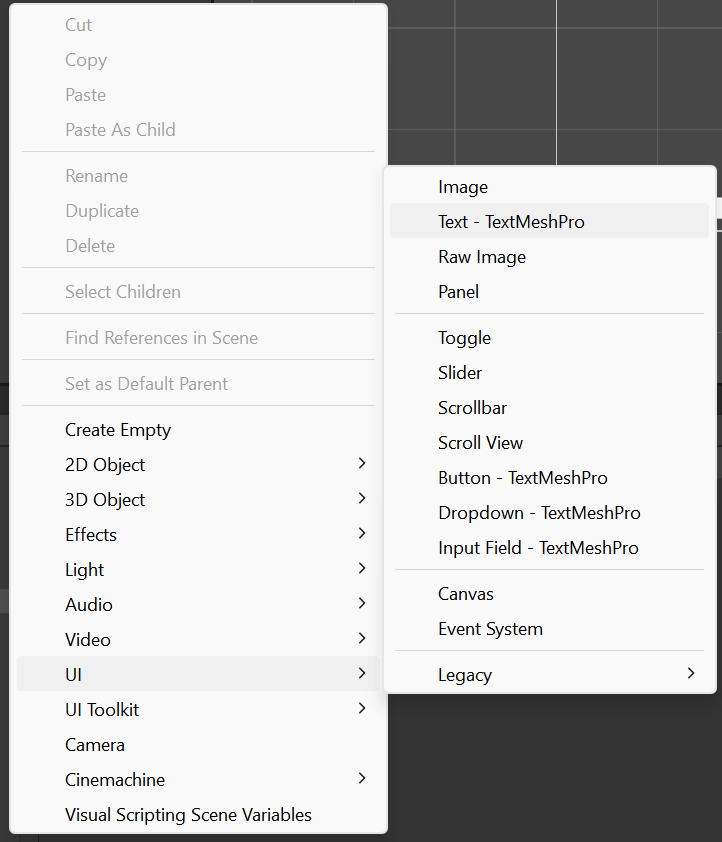 Cut
Copy
Paste
Paste As Child
Rename
Duplicate
Delete
Select Children
Find References in Scene
Set as Default Parent
Create Empty
2D Object
3D Object
Effects
Light
Audio
Video
UI
UI Toolkit
Camera
Cinemachine
Visual Scripting Scene Variables
Image
Text - TextMeshPro
Raw Image
Panel
Toggle
Slider
Scrollbar
Scroll View
Button - TextMeshPro
Dropdown - TextMeshPro
Input Field - TextMeshPro
Canvas
Event System
Legacy